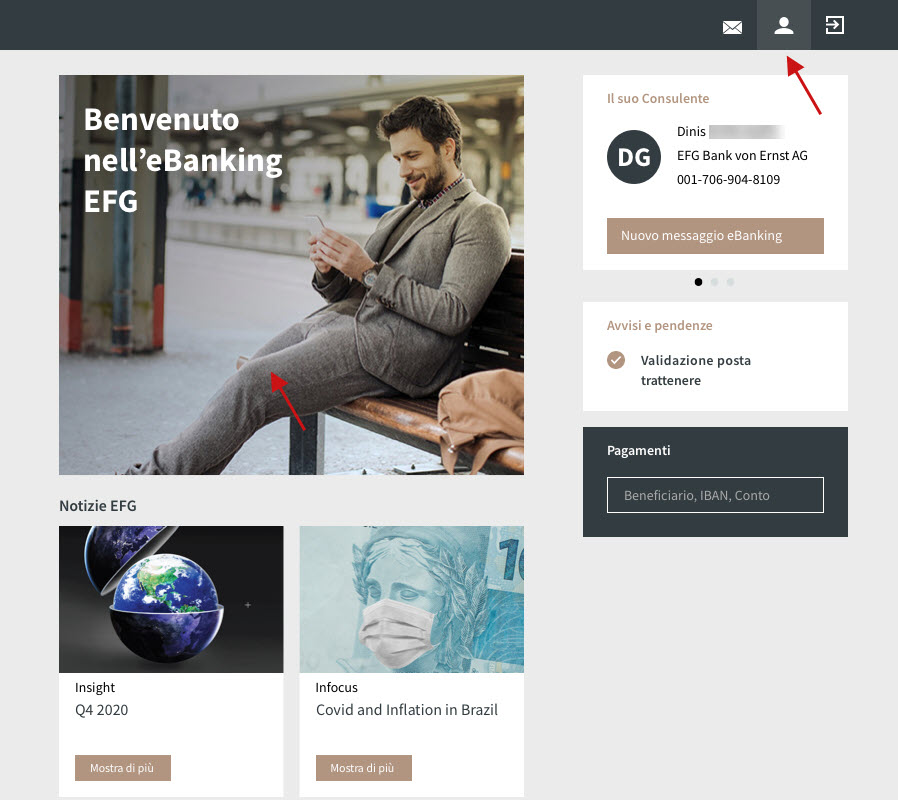 Benvenuto
nell'eBanking
EFG
Il suo Consulente
DG
Dinis
EFG Bank von Ernst AG
001-706-904-8109
Nuovo messaggio eBanking
Avvisi e pendenze
Validazione posta
trattenere
Pagamenti
Beneficiario, IBAN, Conto
Notizie EFG
10
Insight
Q4 2020
Mostra di più
Infocus
Covid and Inflation in Brazil
Mostra di più